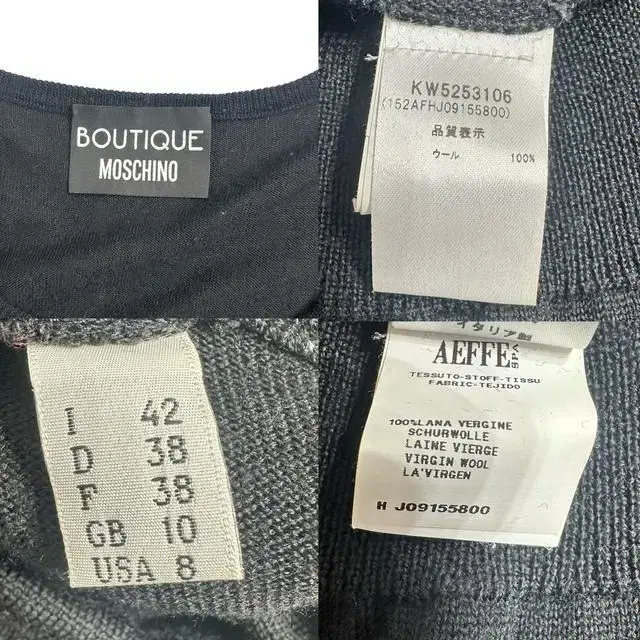 BOUTIQUE
MOSCHINO
KW5253106
(152AFHJ09155800)
品質表示
ウール 100%
I 42
D 38
F 38
GB 10
USA 8
イタリア製
AEFFE SPA
TESSUTO-STOFF-TISSU
FABRIC-TEJIDO
100%LANA VERGINE
SCHURWOLLE
LAINE VIERGE
VIRGIN WOOL
LA'VIRGEN
H J09155800